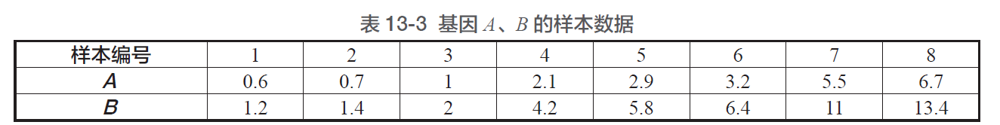 表 13-3 基因 A、B 的样本数据
样本编号 1 2 3 4 5 6 7 8
A 0.6 0.7 1 2.1 2.9 3.2 5.5 6.7
B 1.2 1.4 2 4.2 5.8 6.4 11 13.4